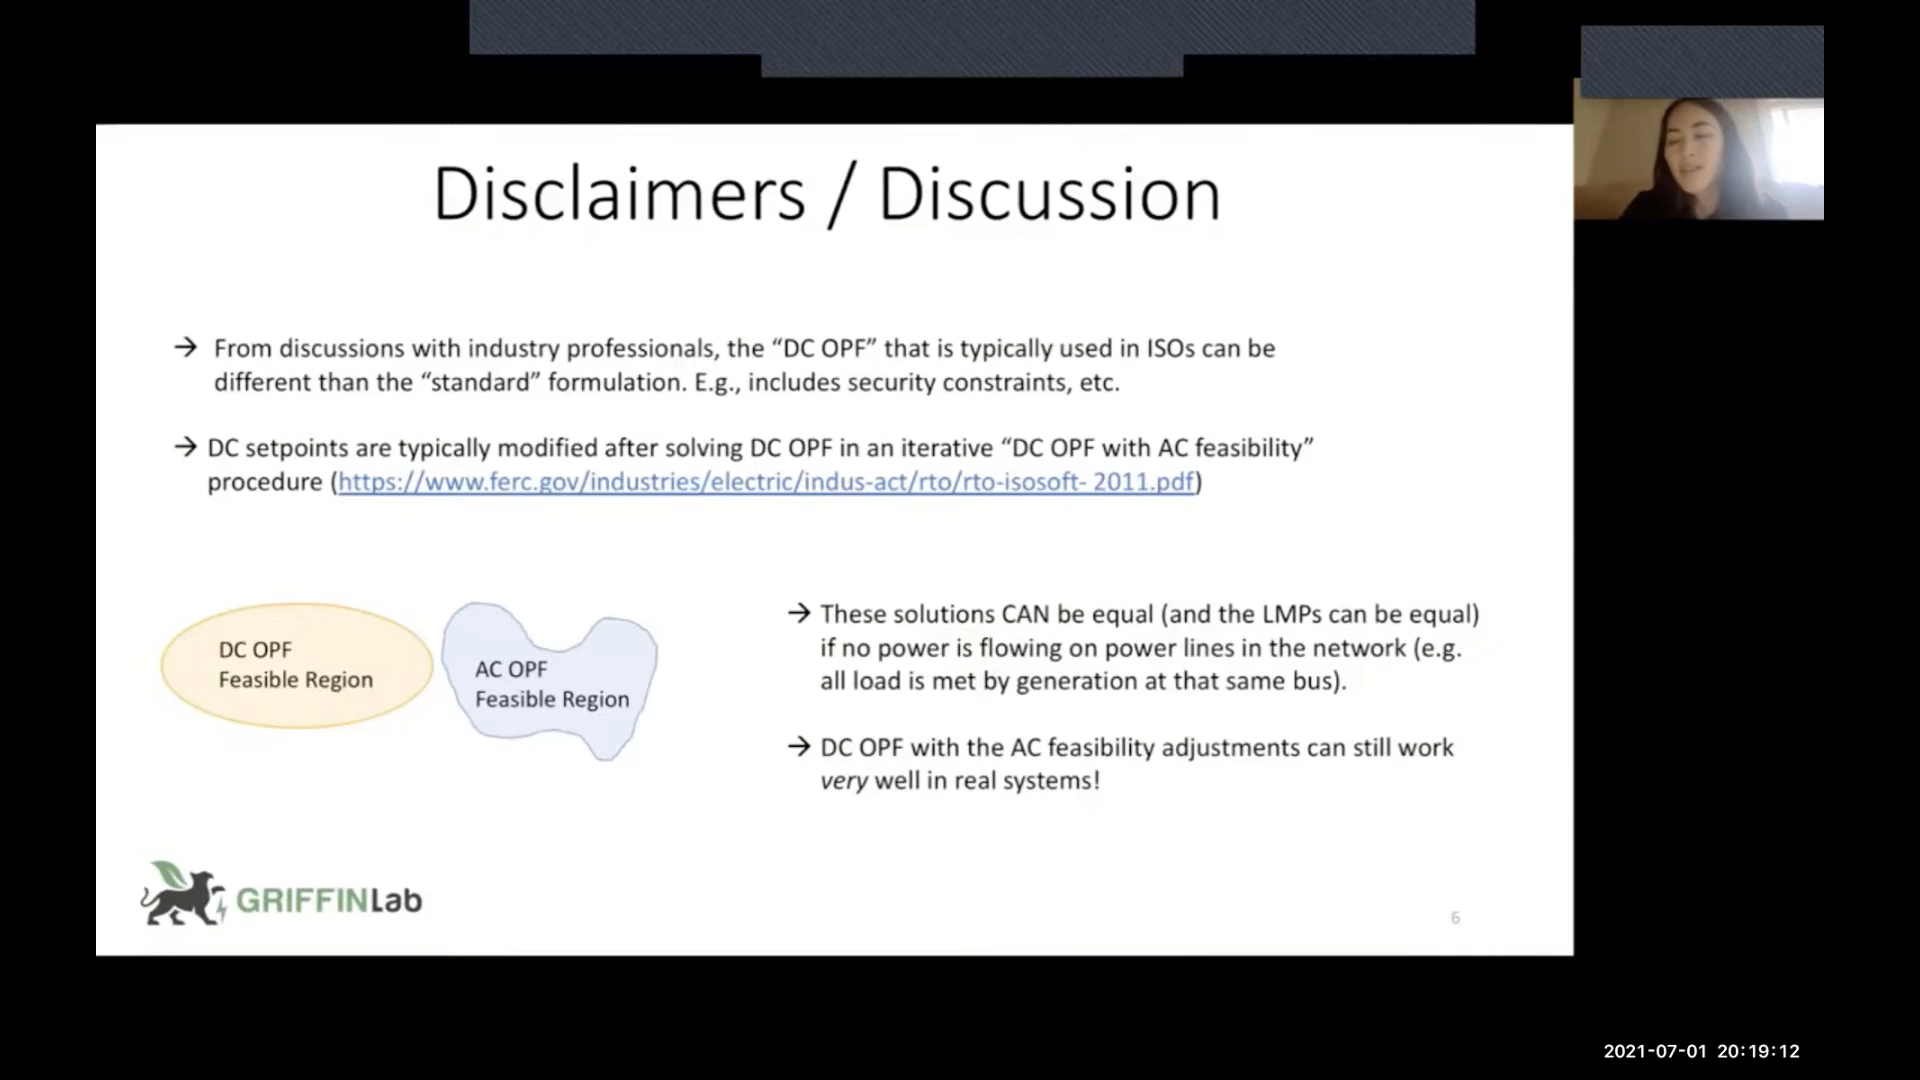 Disclaimers / Discussion
→ From discussions with industry professionals, the “DC OPF” that is typically used in ISOs can be
different than the “standard” formulation. E.g., includes security constraints, etc.
→ DC setpoints are typically modified after solving DC OPF in an iterative “DC OPF with AC feasibility”
procedure (https://www.ferc.gov/industries/electric/indus-act/rto/rto-isosoft- 2011.pdf)
DC OPF
Feasible Region
AC OPF
Feasible Region
→ These solutions CAN be equal (and the LMPs can be equal)
if no power is flowing on power lines in the network (e.g.
all load is met by generation at that same bus).
→ DC OPF with the AC feasibility adjustments can still work
very well in real systems!
GRIFFINLab
6
2021-07-01 20:19:12